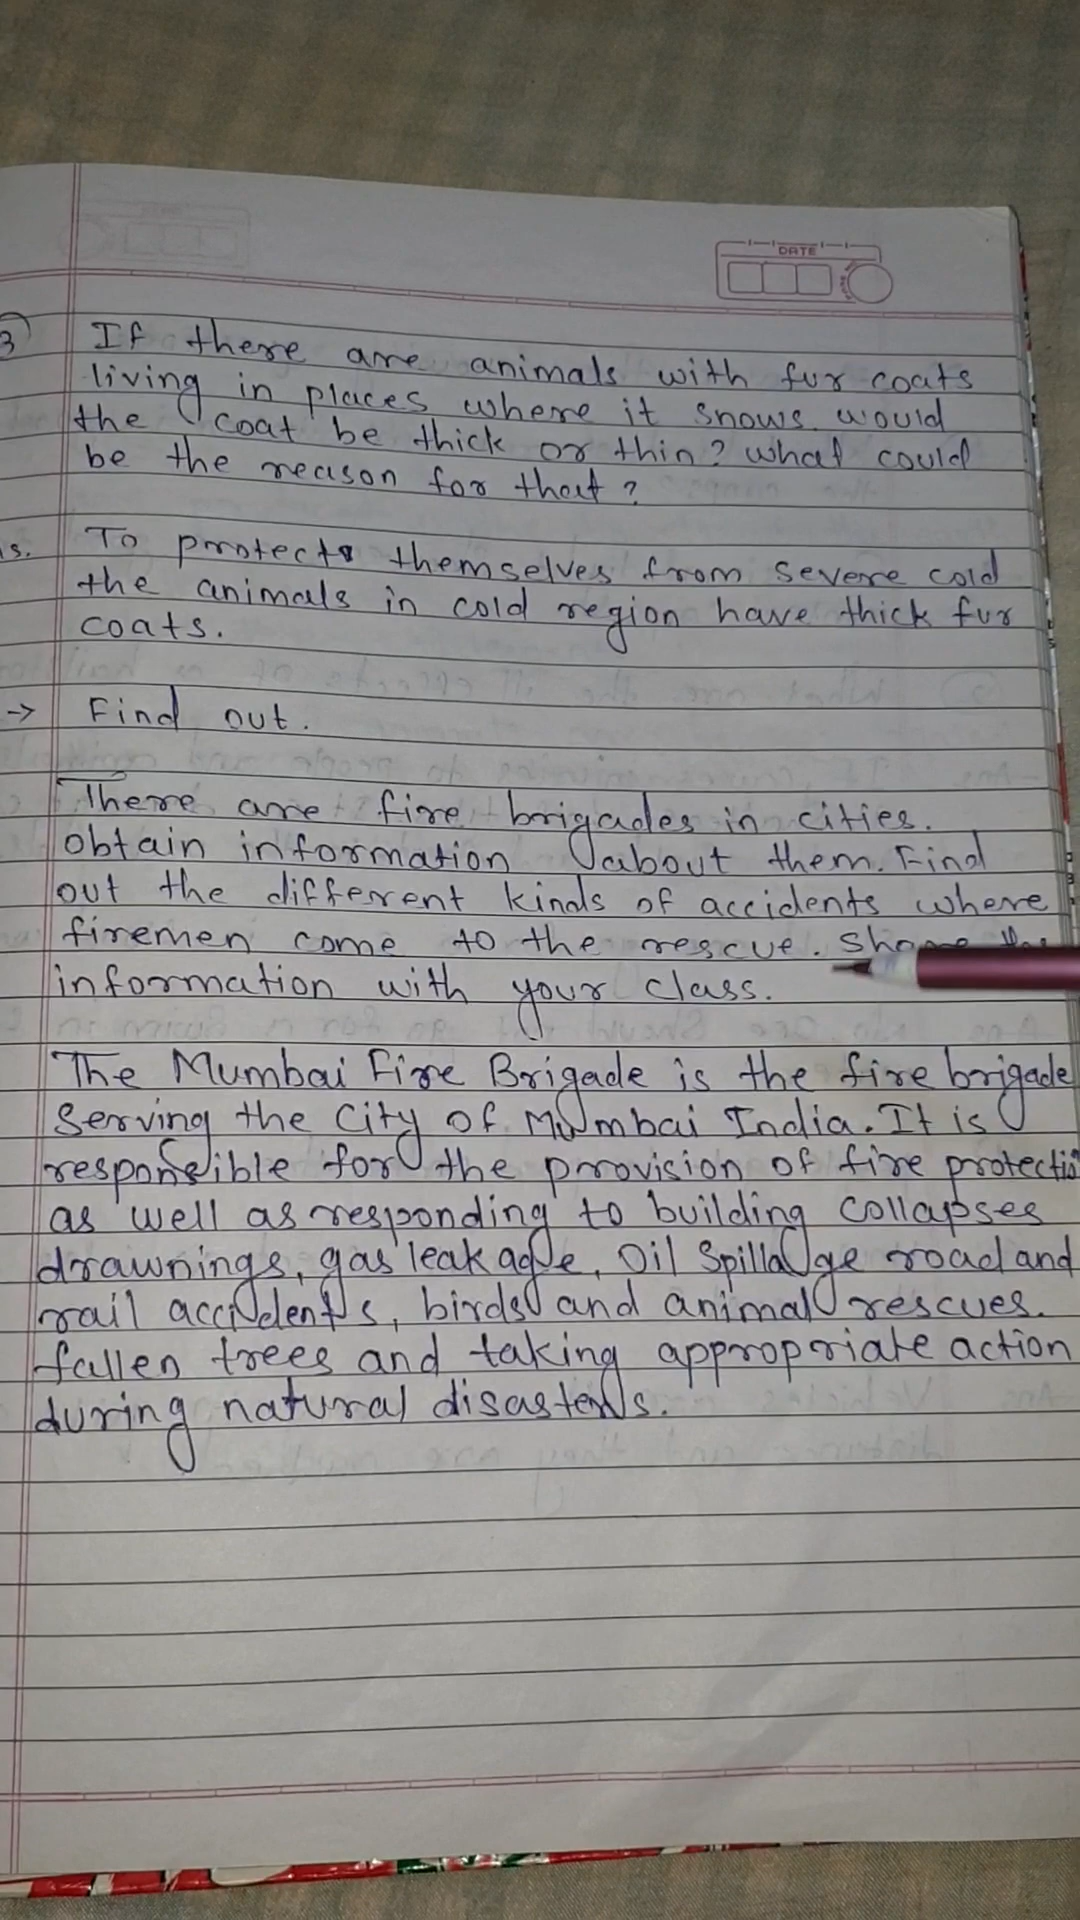 DATE
3) If there are animals with fur coats
living in places where it snows. would
the coat be thick or thin? what could
be the reason for that?
s. To protects themselves from severe cold
the animals in cold region have thick fur
coats.
→ Find out.
There are fire brigades in cities.
obtain information about them. Find
out the different kinds of accidents where
firemen come to the rescue.
information with your class.
The Mumbai Fire Brigade is the fire brigade
serving the City of Mumbai India. It is
responsible for the provision of fire protectio
as well as responding to building collapses
drawnings, gas leakage, Oil Spillage road and
rail accidents, birds and animal rescues.
fallen trees and taking appropriate action
during natural disasters.